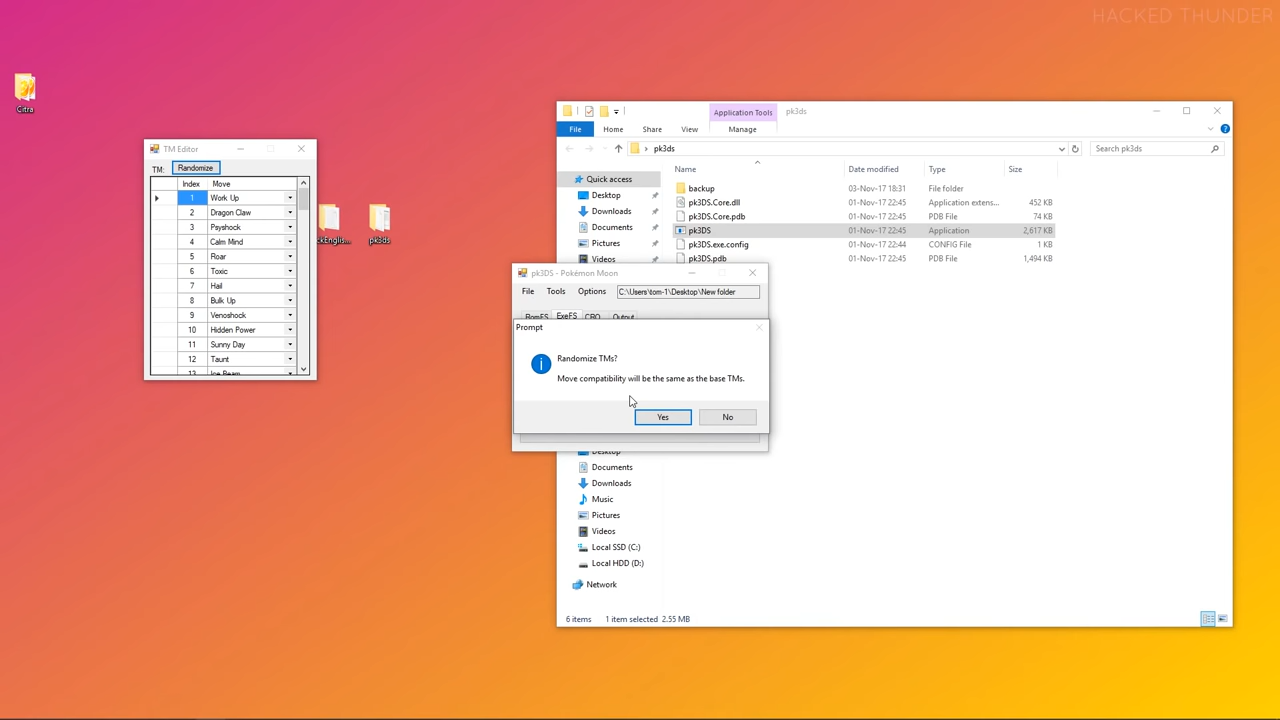 HACKED THUNDER
Citra
TM Editor
TM:
Randomize
Index Move
1 Work Up
2 Dragon Claw
3 Psyshock
4 Calm Mind
5 Roar
6 Toxic
7 Hail
8 Bulk Up
9 Venoshock
10 Hidden Power
11 Sunny Day
12 Taunt
13 Ice Beam
ckEnglis...
pk3ds
Application Tools
pk3ds
File Home Share View Manage
pk3ds
Search pk3ds
Name Date modified Type Size
Quick access
Desktop
Downloads
Documents
Pictures
Videos
backup 03-Nov-17 18:31 File folder
pk3DS.Core.dll 01-Nov-17 22:45 Application extens... 452 KB
pk3DS.Core.pdb 01-Nov-17 22:45 PDB File 74 KB
pk3DS 01-Nov-17 22:45 Application 2,617 KB
pk3DS.exe.config 01-Nov-17 22:44 CONFIG File 1 KB
pk3DS.pdb 01-Nov-17 22:45 PDB File 1,494 KB
pk3DS - Pokémon Moon
File Tools Options
C:\Users\tom-1\Desktop\New folder
RomFS ExeFS CRO Output
Prompt
Randomize TMs?
Move compatibility will be the same as the base TMs.
Yes
No
Desktop
Documents
Downloads
Music
Pictures
Videos
Local SSD (C:)
Local HDD (D:)
Network
6 items 1 item selected 2.55 MB